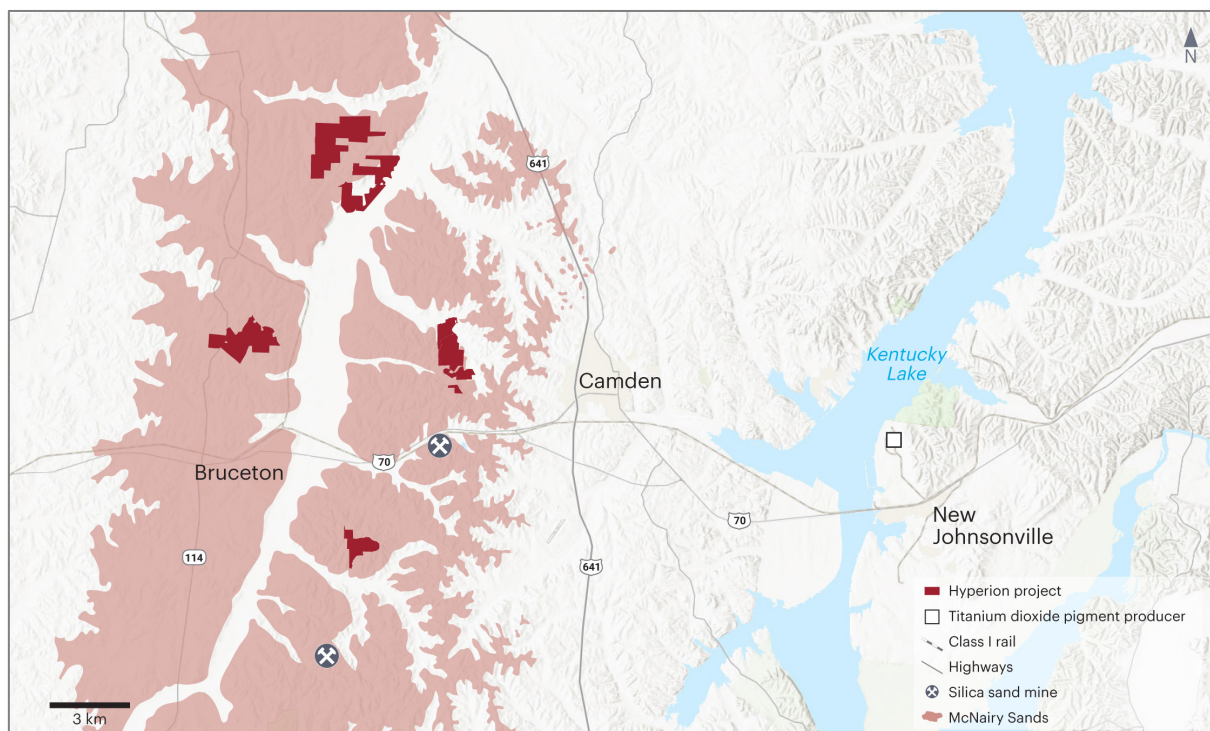 N
641
Kentucky
Lake
Camden
Bruceton
70
70
New
Johnsonville
114
641
Hyperion project
Titanium dioxide pigment producer
Class I rail
Highways
Silica sand mine
McNairy Sands
3 km